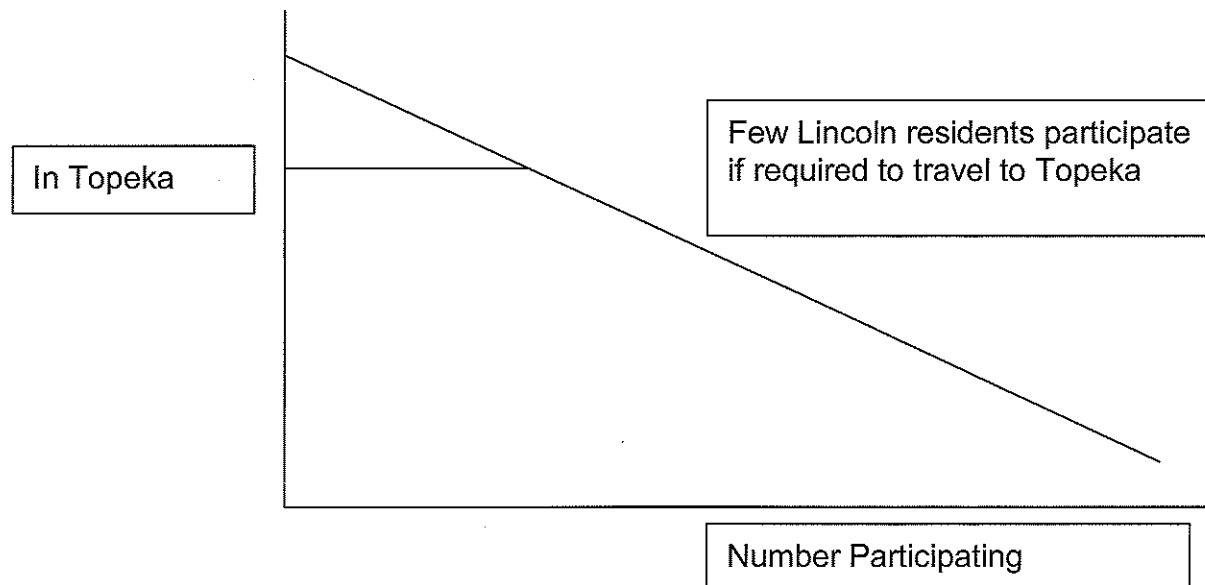 In Topeka
Few Lincoln residents participate
if required to travel to Topeka
Number Participating